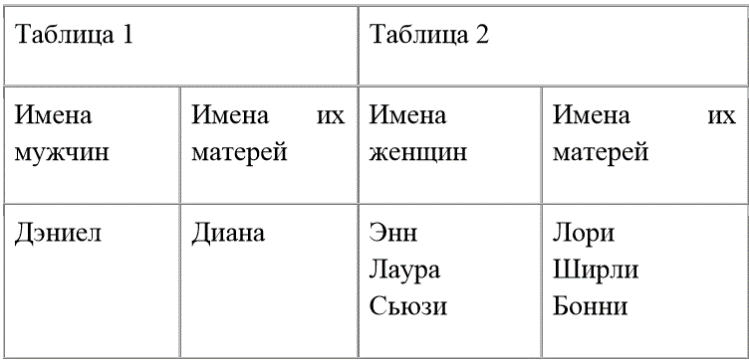 Таблица 1
Таблица 2
Имена мужчин
Имена их матерей
Имена женщин
Имена их матерей
Дэниел
Диана
Энн
Лаура
Сьюзи
Лори
Ширли
Бонни